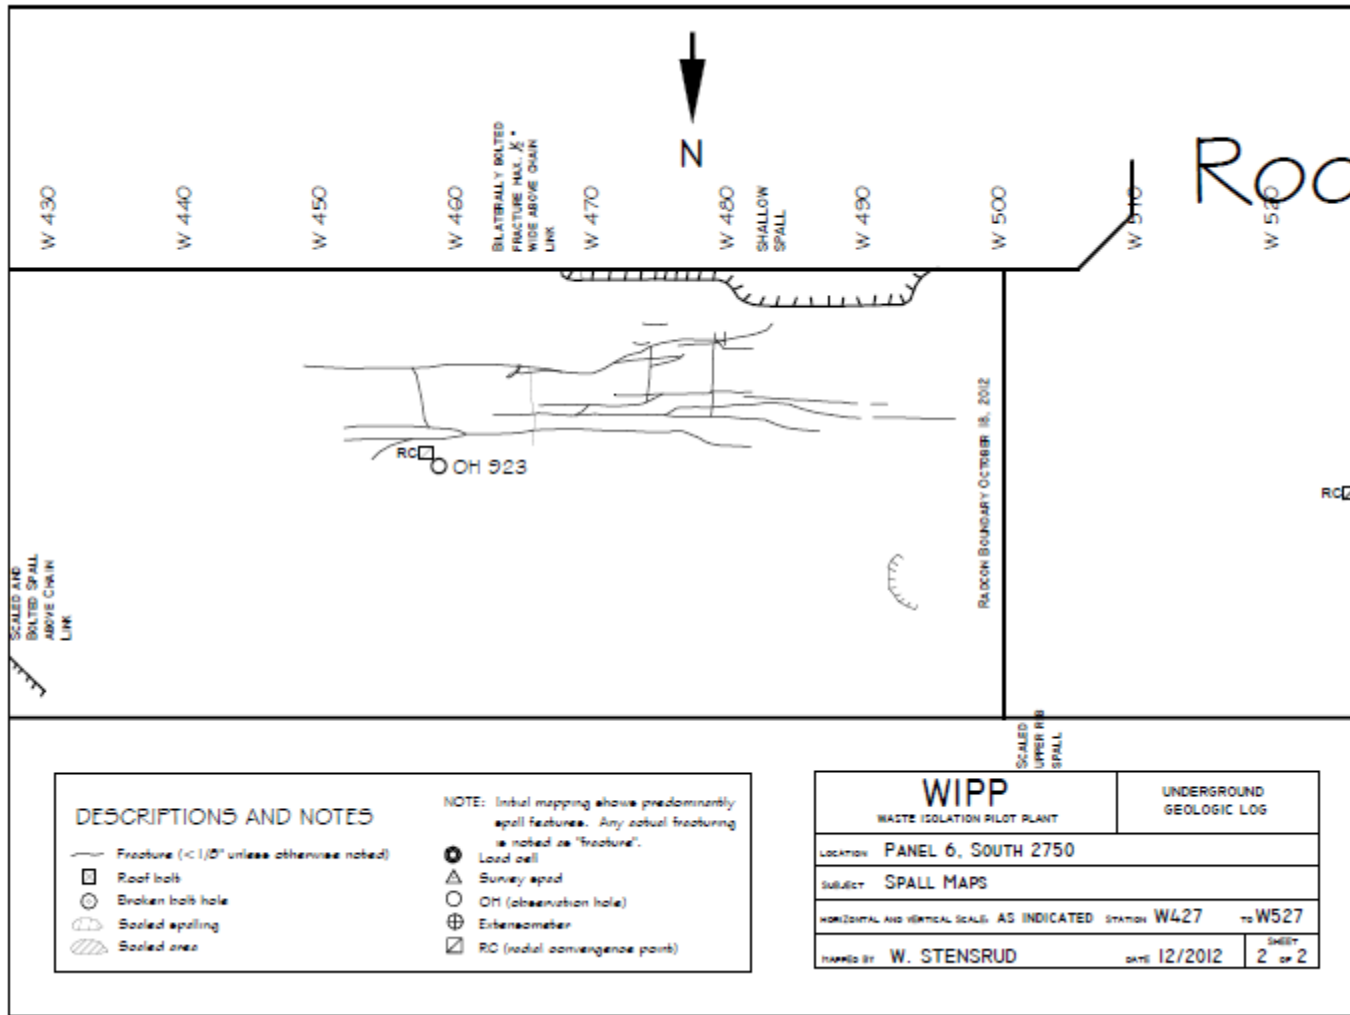 N
Roo
W 430
W 440
W 450
W 460
BILATERALLY BOLTED
FRACTURE MAX. ½ "
WIDE ABOVE CHAIN
LINK
W 470
W 480
SHALLOW
SPALL
W 490
W 500
W 510
W 520
RC
OH 923
RADCON BOUNDARY OCTOBER 18, 2012
RC
SCALED AND
BOLTED SPALL
ABOVE CHAIN
LINK
SCALED
UPPER RIB
SPALL
DESCRIPTIONS AND NOTES
Fracture (< 1/8" unless otherwise noted)
Roof bolt
Broken bolt hole
Scaled spalling
Scaled area
NOTE: Initial mapping shows predominantly
spall features. Any actual fracturing
is noted as "fracture".
Load cell
Survey spad
OH (observation hole)
Extensometer
RC (radial convergence point)
WIPP
WASTE ISOLATION PILOT PLANT
UNDERGROUND
GEOLOGIC LOG
LOCATION PANEL 6, SOUTH 2750
SUBJECT SPALL MAPS
HORIZONTAL AND VERTICAL SCALE: AS INDICATED STATION W427 TO W527
MAPPED BY W. STENSRUD DATE 12/2012
SHEET
2 OF 2